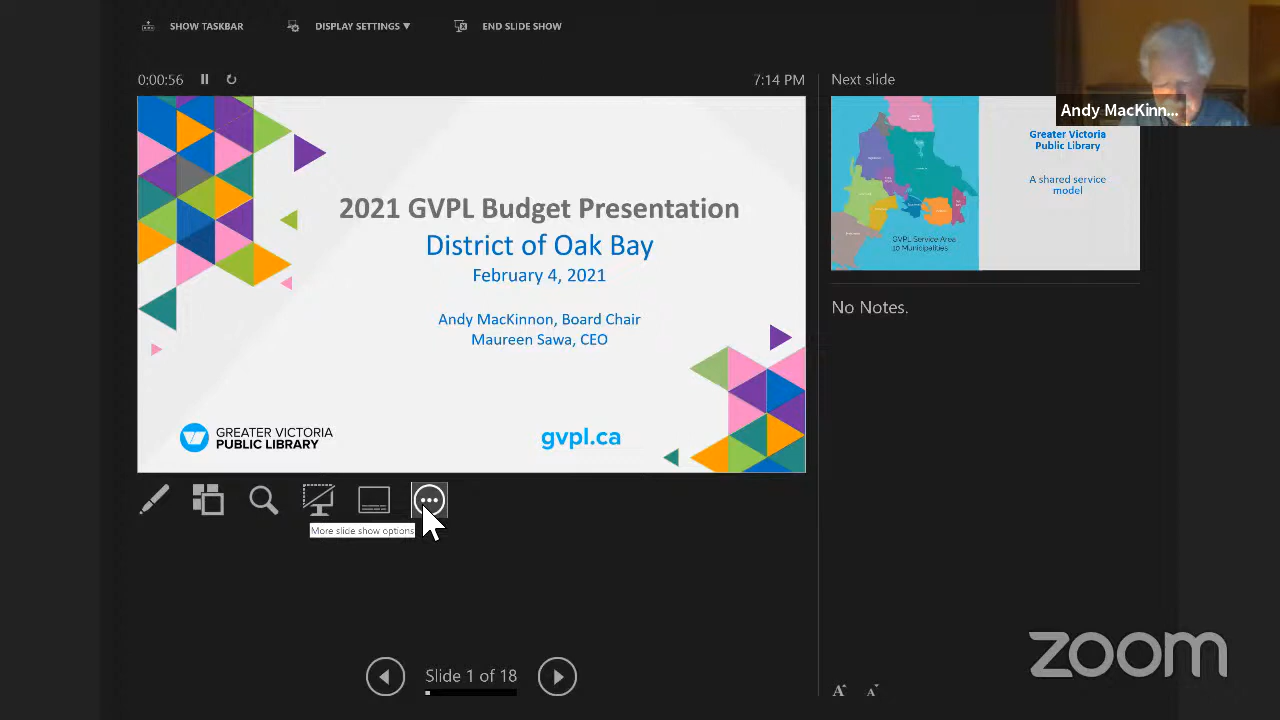 SHOW TASKBAR
DISPLAY SETTINGS ▼
END SLIDE SHOW
0:00:56
7:14 PM
Next slide
Andy MacKinn...
2021 GVPL Budget Presentation
District of Oak Bay
February 4, 2021
Andy MacKinnon, Board Chair
Maureen Sawa, CEO
GREATER VICTORIA
PUBLIC LIBRARY
gvpl.ca
Greater Victoria
Public Library
A shared service
model
GVPL Service Area
10 Municipalities
No Notes.
More slide show options
Slide 1 of 18
zoom
A
A